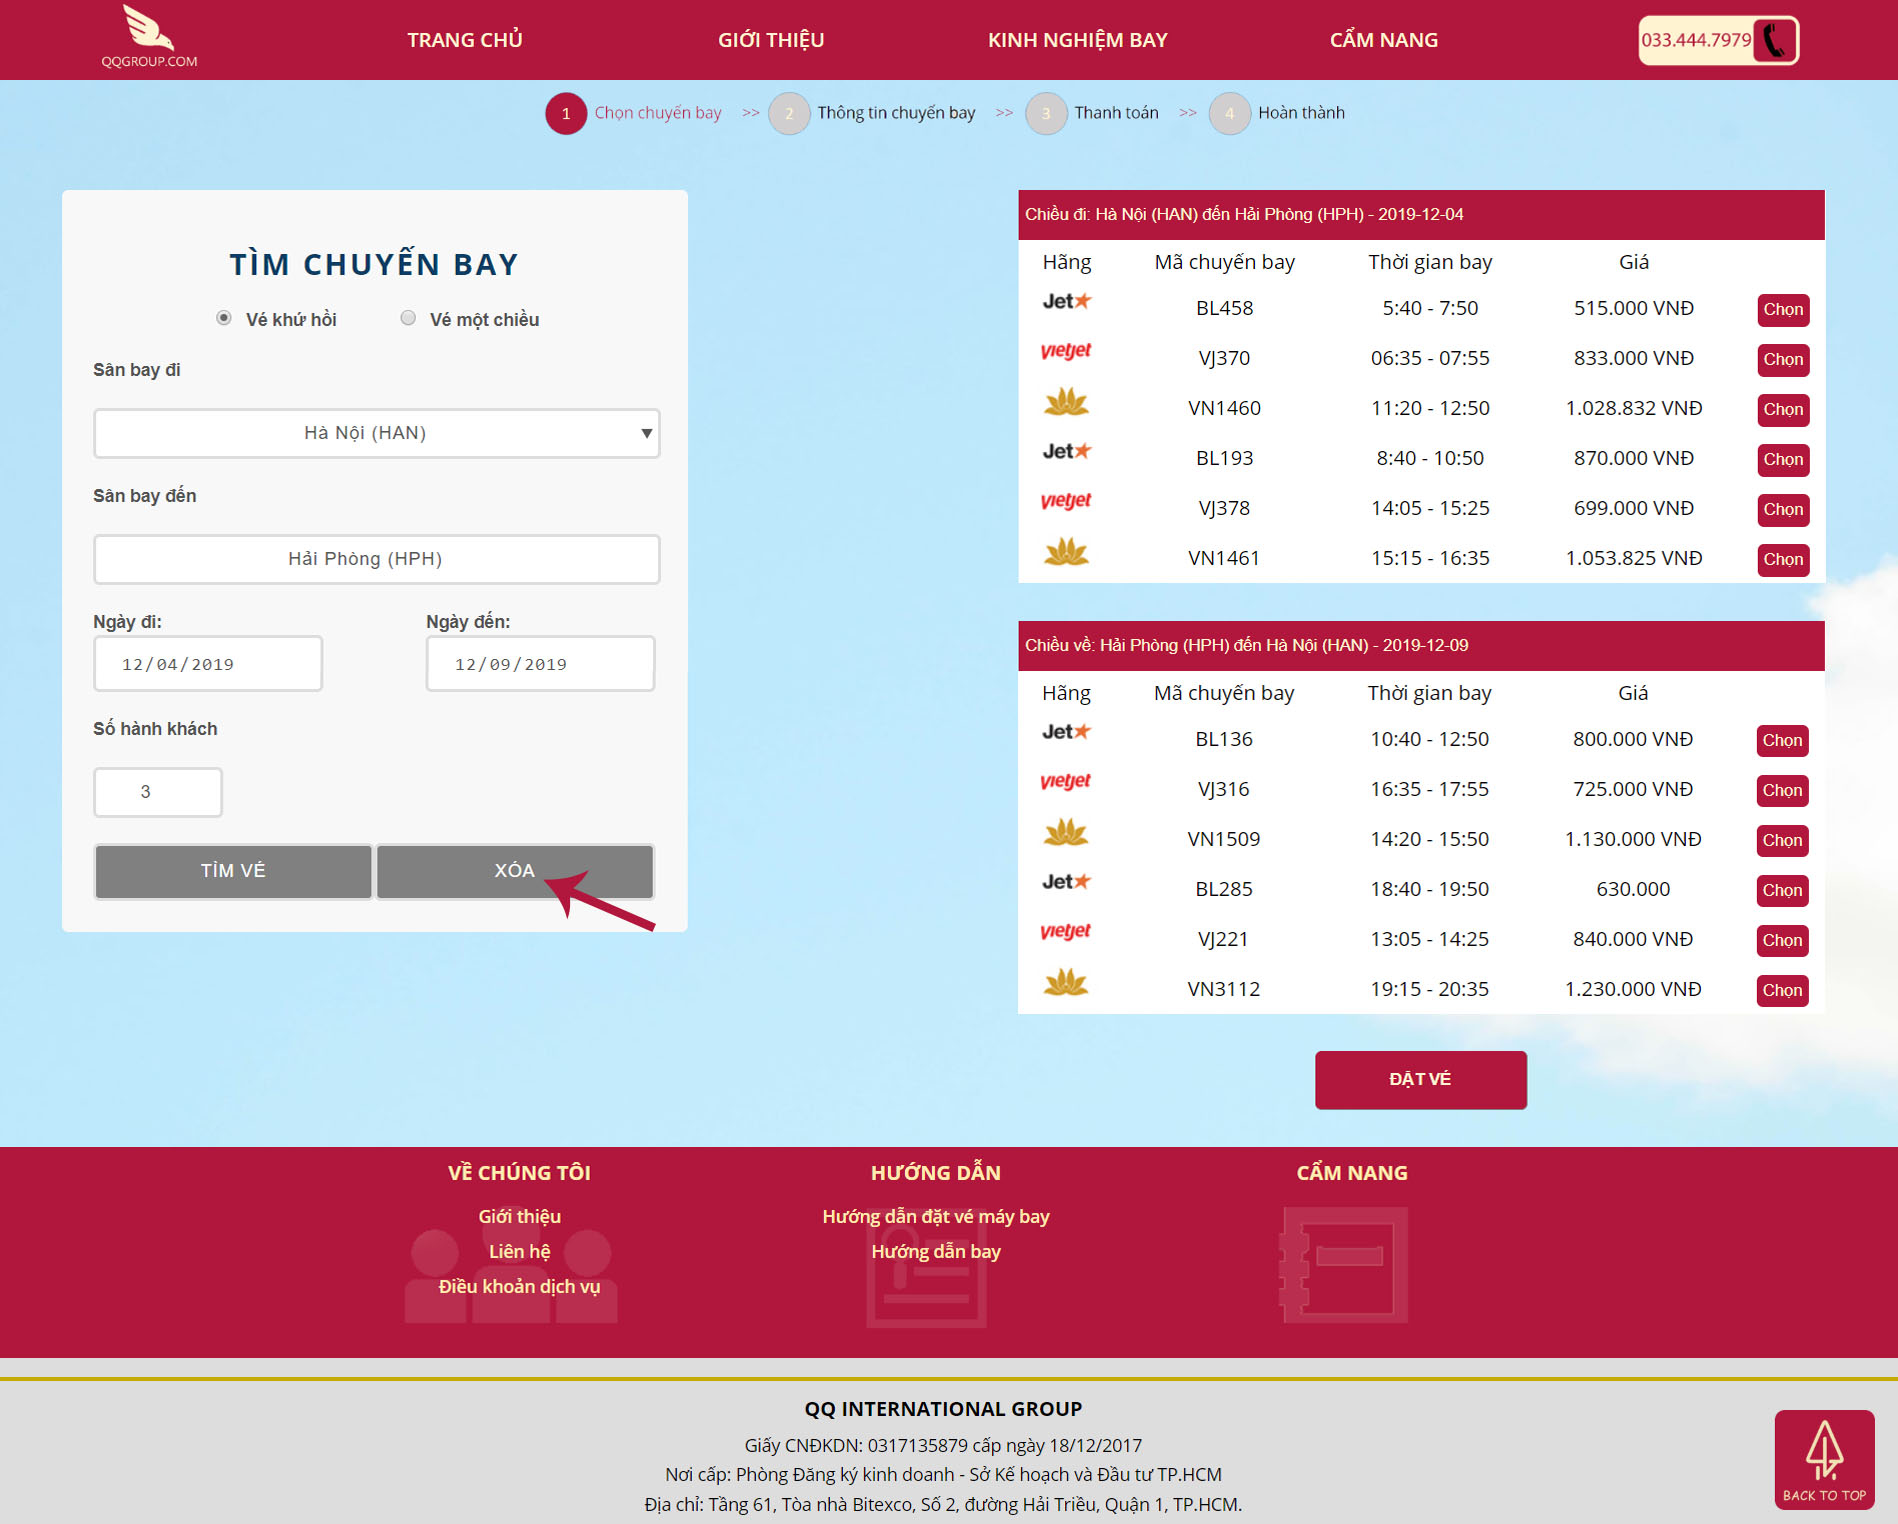 QQGROUP.COM
TRANG CHỦ
GIỚI THIỆU
KINH NGHIỆM BAY
CẨM NANG
033.444.7979
1 Chọn chuyến bay >> 2 Thông tin chuyến bay >> 3 Thanh toán >> 4 Hoàn thành
TÌM CHUYẾN BAY
Vé khứ hồi Vé một chiều
Sân bay đi
Hà Nội (HAN)
Sân bay đến
Hải Phòng (HPH)
Ngày đi: Ngày đến:
12/04/2019 12/09/2019
Số hành khách
3
TÌM VÉ XÓA
Chiều đi: Hà Nội (HAN) đến Hải Phòng (HPH) - 2019-12-04
Hãng Mã chuyến bay Thời gian bay Giá
Jet BL458 5:40 - 7:50 515.000 VNĐ Chọn
vietjet VJ370 06:35 - 07:55 833.000 VNĐ Chọn
VN1460 11:20 - 12:50 1.028.832 VNĐ Chọn
Jet BL193 8:40 - 10:50 870.000 VNĐ Chọn
vietjet VJ378 14:05 - 15:25 699.000 VNĐ Chọn
VN1461 15:15 - 16:35 1.053.825 VNĐ Chọn
Chiều về: Hải Phòng (HPH) đến Hà Nội (HAN) - 2019-12-09
Hãng Mã chuyến bay Thời gian bay Giá
Jet BL136 10:40 - 12:50 800.000 VNĐ Chọn
vietjet VJ316 16:35 - 17:55 725.000 VNĐ Chọn
VN1509 14:20 - 15:50 1.130.000 VNĐ Chọn
Jet BL285 18:40 - 19:50 630.000 Chọn
vietjet VJ221 13:05 - 14:25 840.000 VNĐ Chọn
VN3112 19:15 - 20:35 1.230.000 VNĐ Chọn
ĐẶT VÉ
VỀ CHÚNG TÔI
Giới thiệu
Liên hệ
Điều khoản dịch vụ
HƯỚNG DẪN
Hướng dẫn đặt vé máy bay
Hướng dẫn bay
CẨM NANG
QQ INTERNATIONAL GROUP
Giấy CNĐKDN: 0317135879 cấp ngày 18/12/2017
Nơi cấp: Phòng Đăng ký kinh doanh - Sở Kế hoạch và Đầu tư TP.HCM
Địa chỉ: Tầng 61, Tòa nhà Bitexco, Số 2, đường Hải Triều, Quận 1, TP.HCM.
BACK TO TOP